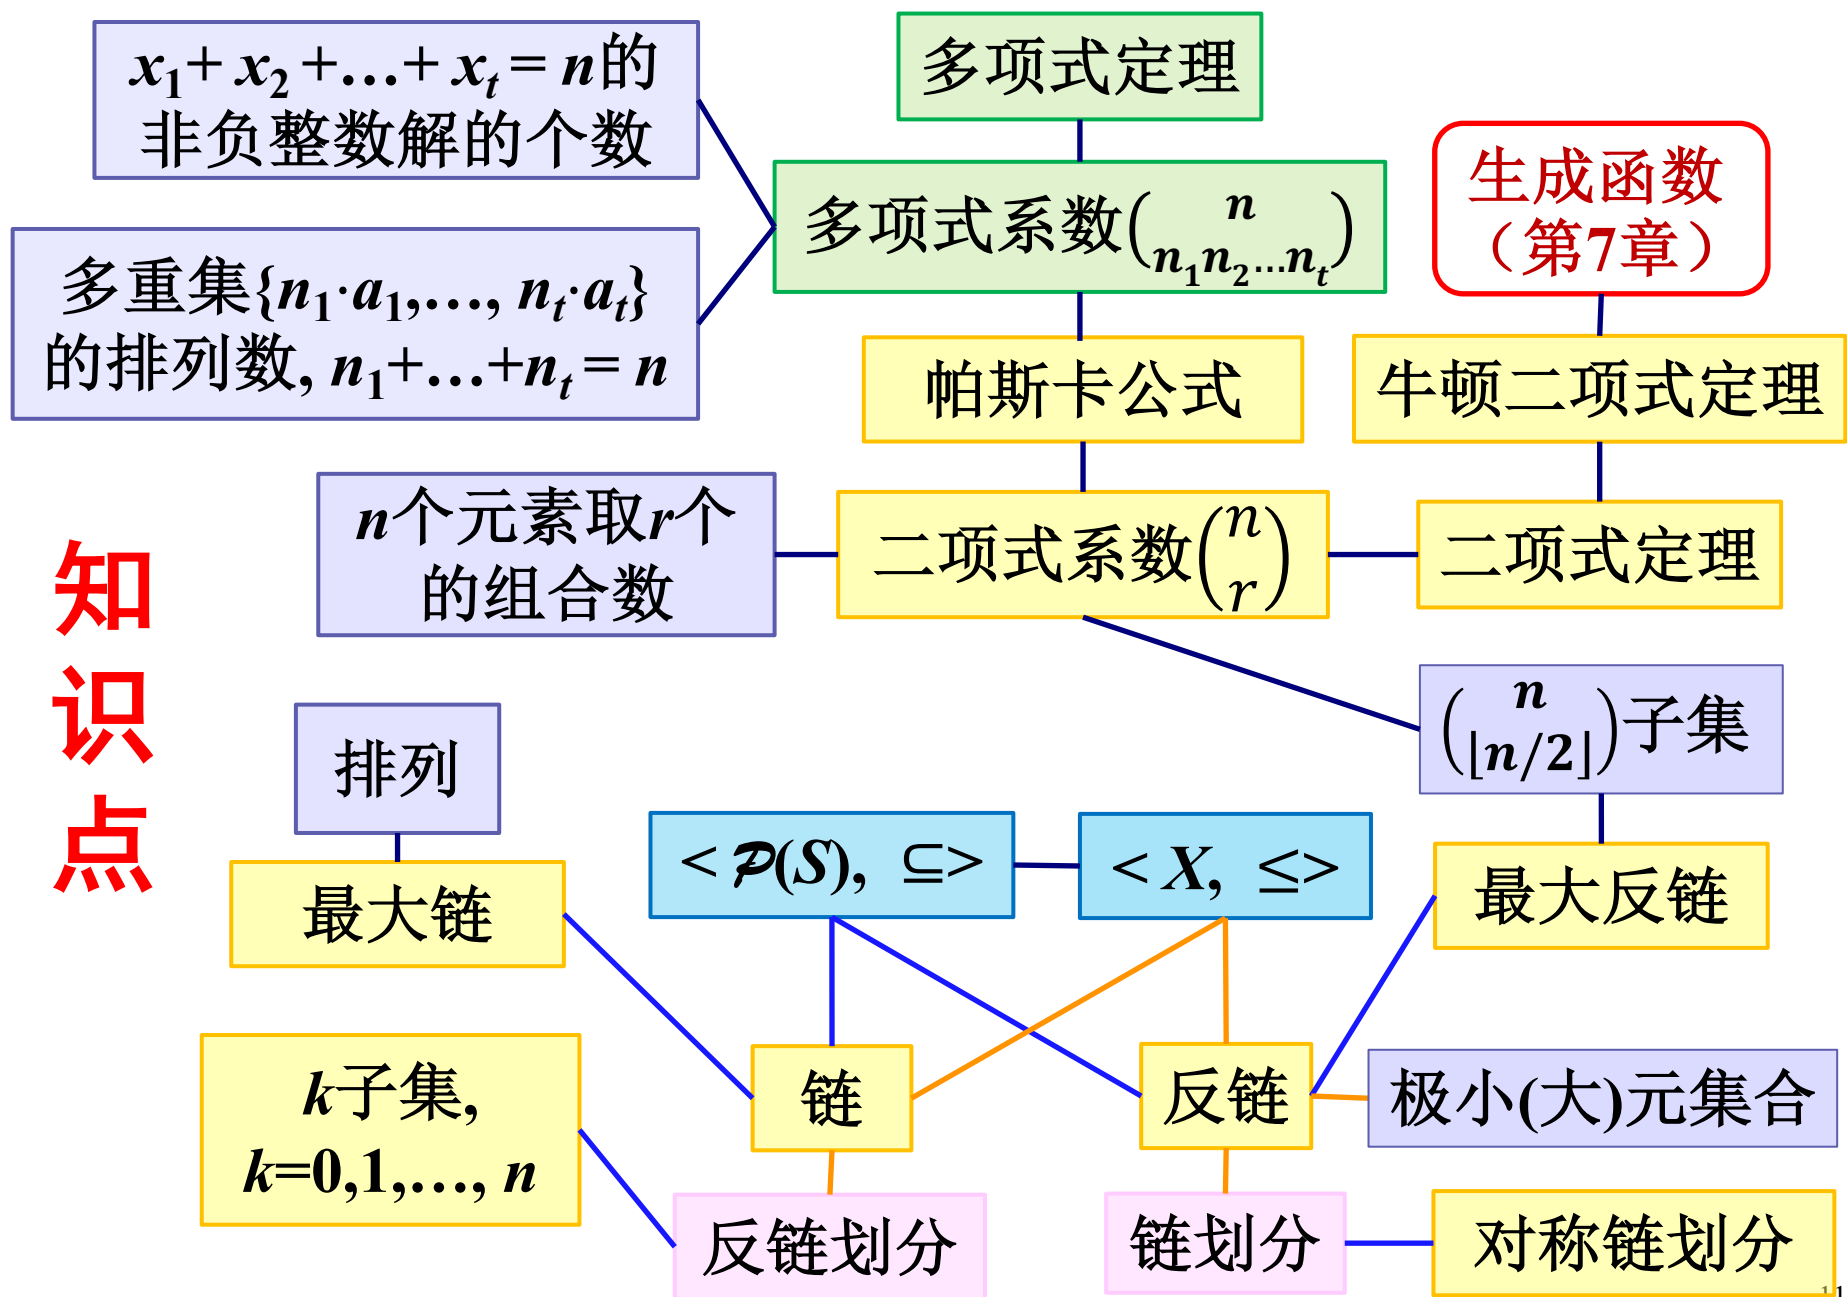 x₁+ x₂ +…+ xₜ = n的
非负整数解的个数
多项式定理
生成函数
（第7章）
多项式系数(n
n₁n₂…nₜ)
多重集{n₁·a₁,…, nₜ·aₜ}
的排列数, n₁+…+nₜ = n
帕斯卡公式
牛顿二项式定理
n个元素取r个
的组合数
二项式系数(n
r)
二项式定理
知
识
点
(n
⌊n/2⌋)子集
排列
<𝒫(S), ⊆>
<X, ≤>
最大链
最大反链
k子集,
k=0,1,…, n
链
反链
极小(大)元集合
反链划分
链划分
对称链划分